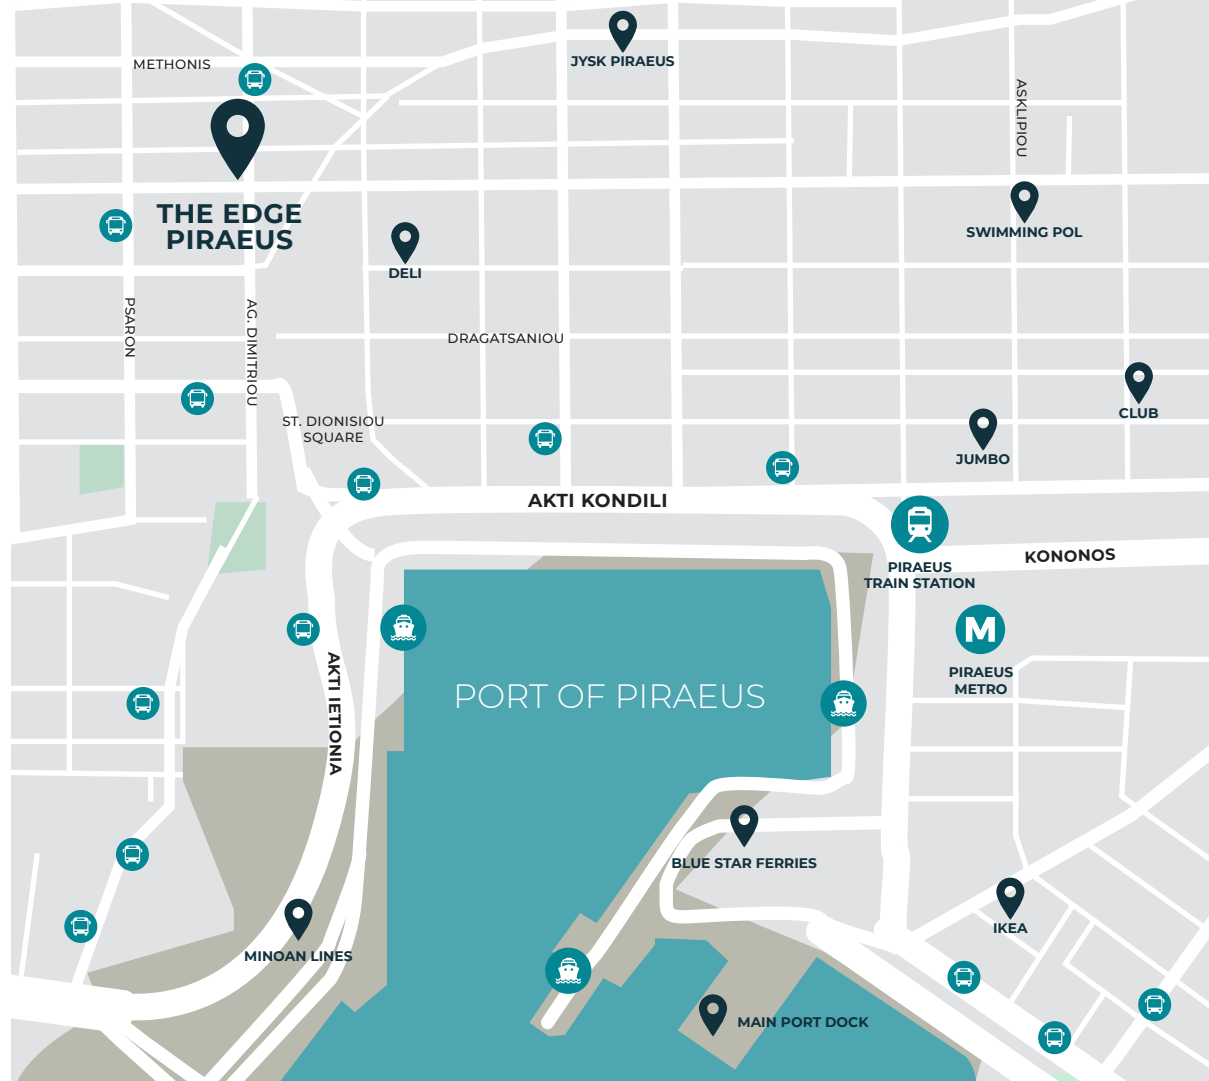 JYSK PIRAEUS
METHONIS
ASKLIPIOU
THE EDGE
PIRAEUS
SWIMMING POL
DELI
PSARON
AG. DIMITRIOU
DRAGATSANIOU
CLUB
ST. DIONISIOU
SQUARE
JUMBO
AKTI KONDILI
KONONOS
PIRAEUS
TRAIN STATION
M
PIRAEUS
METRO
AKTI IETIONIA
PORT OF PIRAEUS
BLUE STAR FERRIES
IKEA
MINOAN LINES
MAIN PORT DOCK